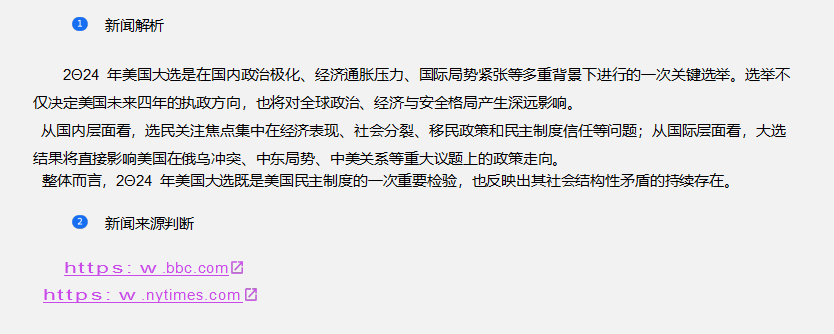 1 新闻解析
2024 年美国大选是在国内政治极化、经济通胀压力、国际局势紧张等多重背景下进行的一次关键选举。选举不
仅决定美国未来四年的执政方向，也将对全球政治、经济与安全格局产生深远影响。
从国内层面看，选民关注焦点集中在经济表现、社会分裂、移民政策和民主制度信任等问题；从国际层面看，大选
结果将直接影响美国在俄乌冲突、中东局势、中美关系等重大议题上的政策走向。
整体而言，2024 年美国大选既是美国民主制度的一次重要检验，也反映出其社会结构性矛盾的持续存在。
2 新闻来源判断
https: w .bbc.com
https: w .nytimes.com